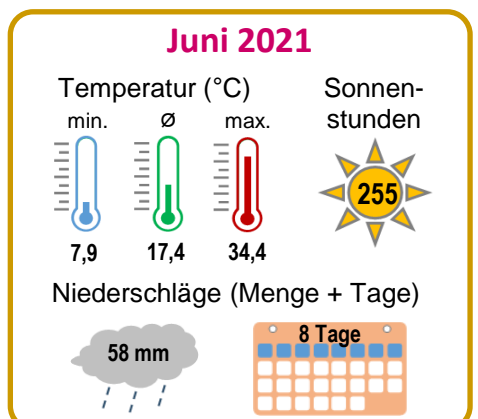 Juni 2021
Temperatur (°C)
Sonnen-
stunden
min. Ø max.
255
7,9 17,4 34,4
Niederschläge (Menge + Tage)
58 mm
8 Tage